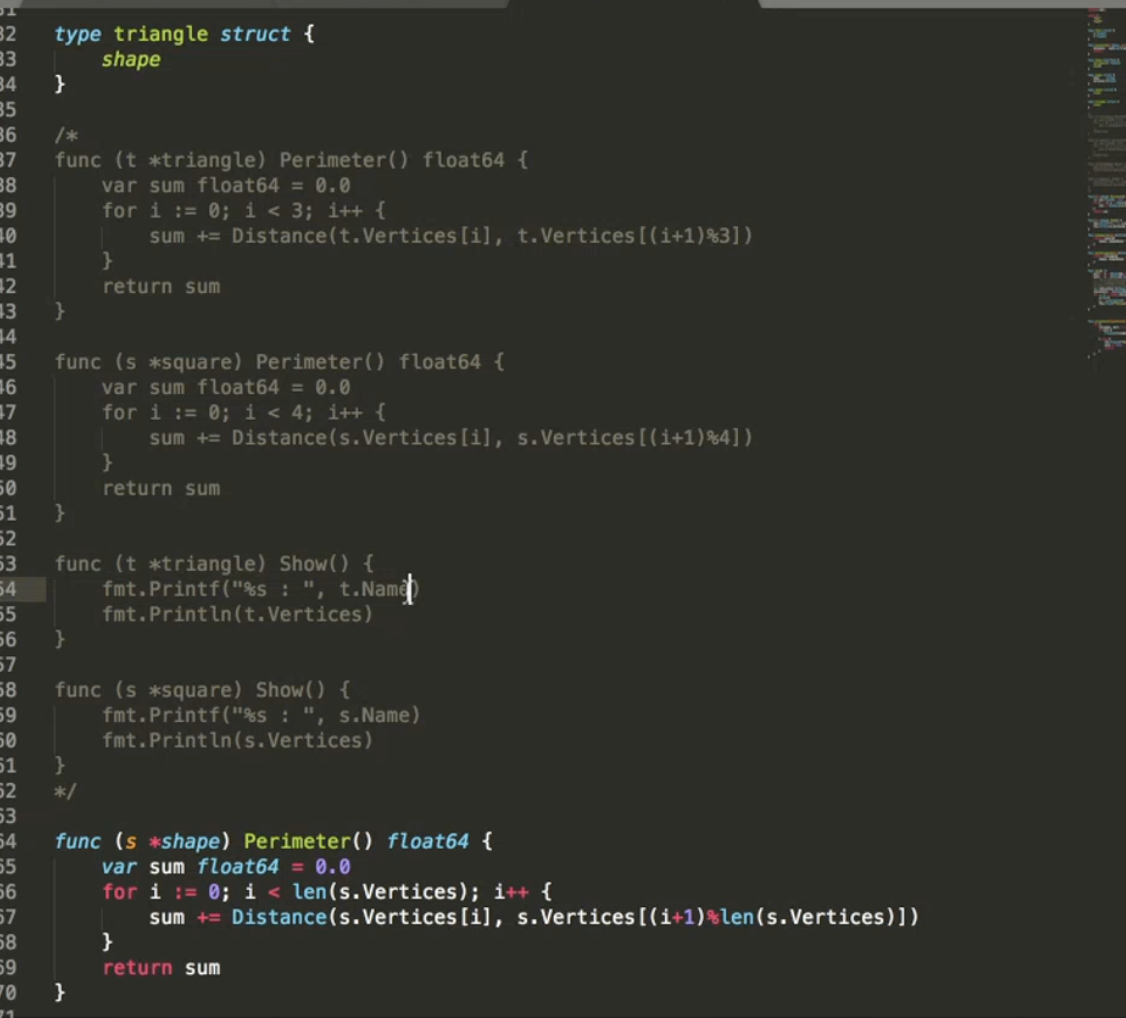 32 type triangle struct {
33 shape
34 }
35
36 /*
37 func (t *triangle) Perimeter() float64 {
38 var sum float64 = 0.0
39 for i := 0; i < 3; i++ {
40 sum += Distance(t.Vertices[i], t.Vertices[(i+1)%3])
41 }
42 return sum
43 }
44
45 func (s *square) Perimeter() float64 {
46 var sum float64 = 0.0
47 for i := 0; i < 4; i++ {
48 sum += Distance(s.Vertices[i], s.Vertices[(i+1)%4])
49 }
50 return sum
51 }
52
53 func (t *triangle) Show() {
54 fmt.Printf("%s : ", t.Name)
55 fmt.Println(t.Vertices)
56 }
57
58 func (s *square) Show() {
59 fmt.Printf("%s : ", s.Name)
60 fmt.Println(s.Vertices)
61 }
62 */
63
64 func (s *shape) Perimeter() float64 {
65 var sum float64 = 0.0
66 for i := 0; i < len(s.Vertices); i++ {
67 sum += Distance(s.Vertices[i], s.Vertices[(i+1)%len(s.Vertices)])
68 }
69 return sum
70 }